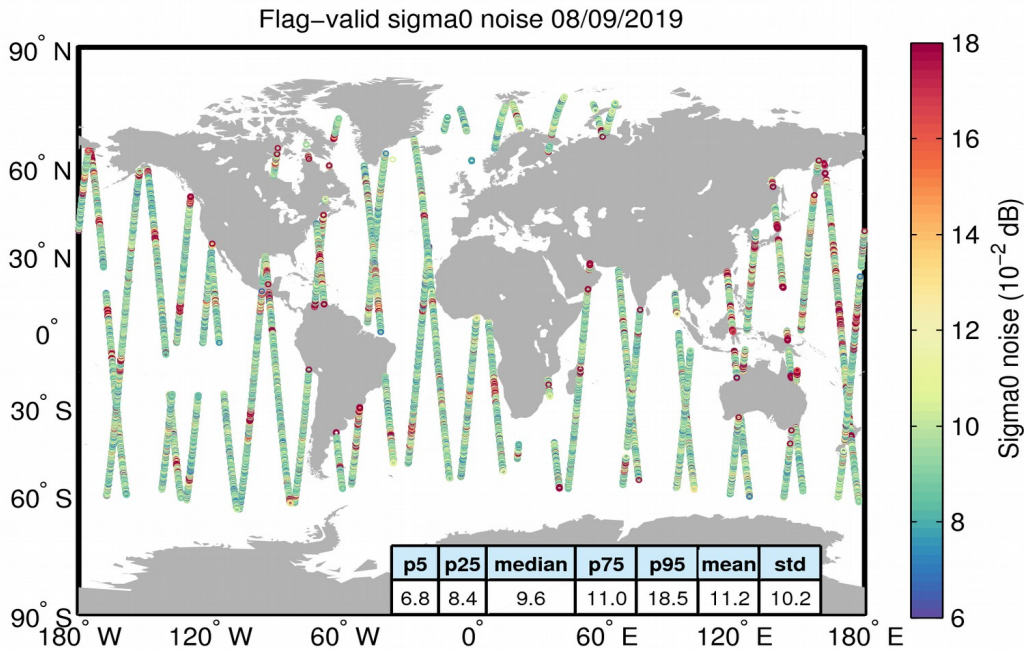 Flag-valid sigma0 noise 08/09/2019
90° N
60° N
30° N
0°
30° S
60° S
90° S
180° W 120° W 60° W 0° 60° E 120° E 180° E
p5 p25 median p75 p95 mean std
6.8 8.4 9.6 11.0 18.5 11.2 10.2
18
16
14
12
10
8
6
Sigma0 noise (10⁻² dB)